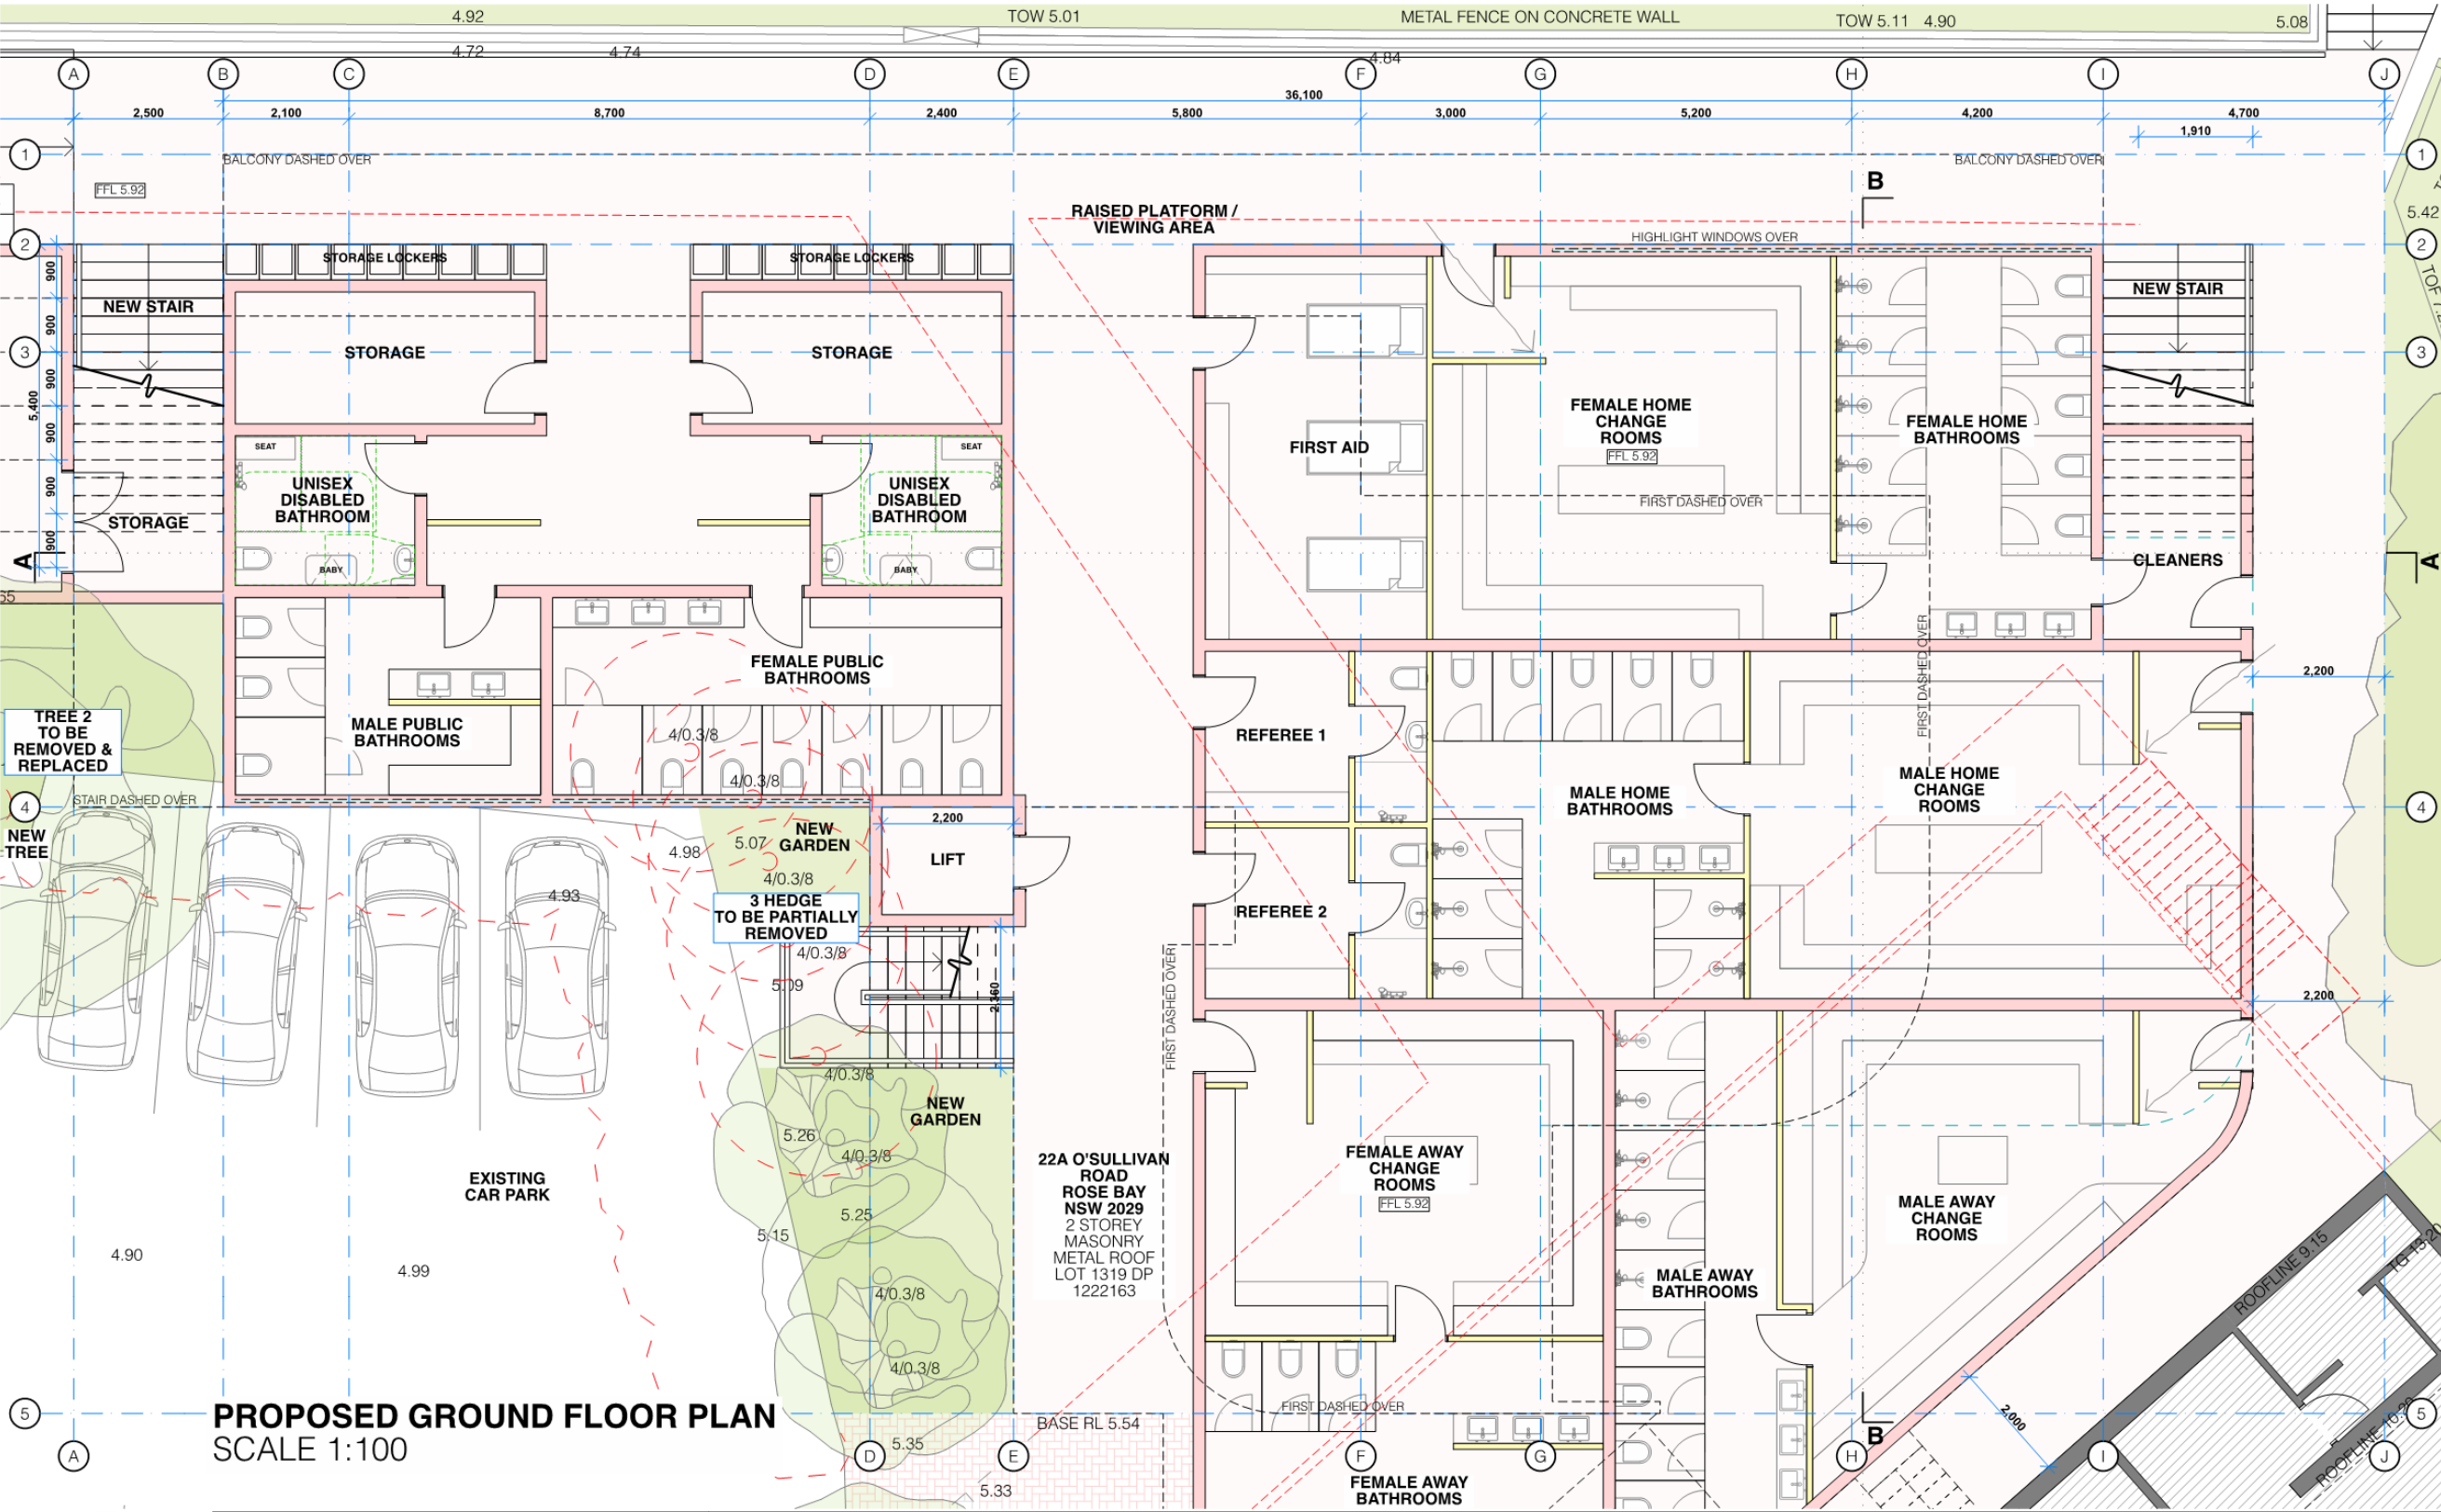 4.92
TOW 5.01
METAL FENCE ON CONCRETE WALL
TOW 5.11 4.90
5.08
4.72
4.74
4.84
A
B
C
D
E
F
G
H
I
J
36,100
2,500
2,100
8,700
2,400
5,800
3,000
5,200
4,200
4,700
1,910
1
BALCONY DASHED OVER
BALCONY DASHED OVER
1
FFL 5.92
B
RAISED PLATFORM /
VIEWING AREA
5.42
2
HIGHLIGHT WINDOWS OVER
2
STORAGE LOCKERS
STORAGE LOCKERS
900
900
900
900
900
900
5,400
NEW STAIR
NEW STAIR
3
STORAGE
STORAGE
3
FEMALE HOME
CHANGE
ROOMS
FFL 5.92
FEMALE HOME
BATHROOMS
FIRST AID
SEAT
SEAT
UNISEX
DISABLED
BATHROOM
UNISEX
DISABLED
BATHROOM
FIRST DASHED OVER
STORAGE
A
BABY
BABY
CLEANERS
A
65
FIRST DASHED OVER
FEMALE PUBLIC
BATHROOMS
2,200
TREE 2
TO BE
REMOVED &
REPLACED
MALE PUBLIC
BATHROOMS
4/0.3/8
REFEREE 1
4/0.3/8
MALE HOME
BATHROOMS
MALE HOME
CHANGE
ROOMS
4
STAIR DASHED OVER
4
2,200
NEW
TREE
NEW
GARDEN
5.07
4.98
LIFT
4/0.3/8
4.93
3 HEDGE
TO BE PARTIALLY
REMOVED
REFEREE 2
4/0.3/8
5.09
2,360
2,200
FIRST DASHED OVER
4/0.3/8
NEW
GARDEN
5.26
4/0.3/8
22A O'SULLIVAN
ROAD
ROSE BAY
NSW 2029
2 STOREY
MASONRY
METAL ROOF
LOT 1319 DP
1222163
FEMALE AWAY
CHANGE
ROOMS
FFL 5.92
EXISTING
CAR PARK
MALE AWAY
CHANGE
ROOMS
5.25
5.15
4.90
4.99
MALE AWAY
BATHROOMS
4/0.3/8
ROOFLINE 9.15
TG 13.20
4/0.3/8
5
PROPOSED GROUND FLOOR PLAN
SCALE 1:100
FIRST DASHED OVER
BASE RL 5.54
2,000
5
5.35
B
A
D
E
F
G
H
I
J
5.33
FEMALE AWAY
BATHROOMS